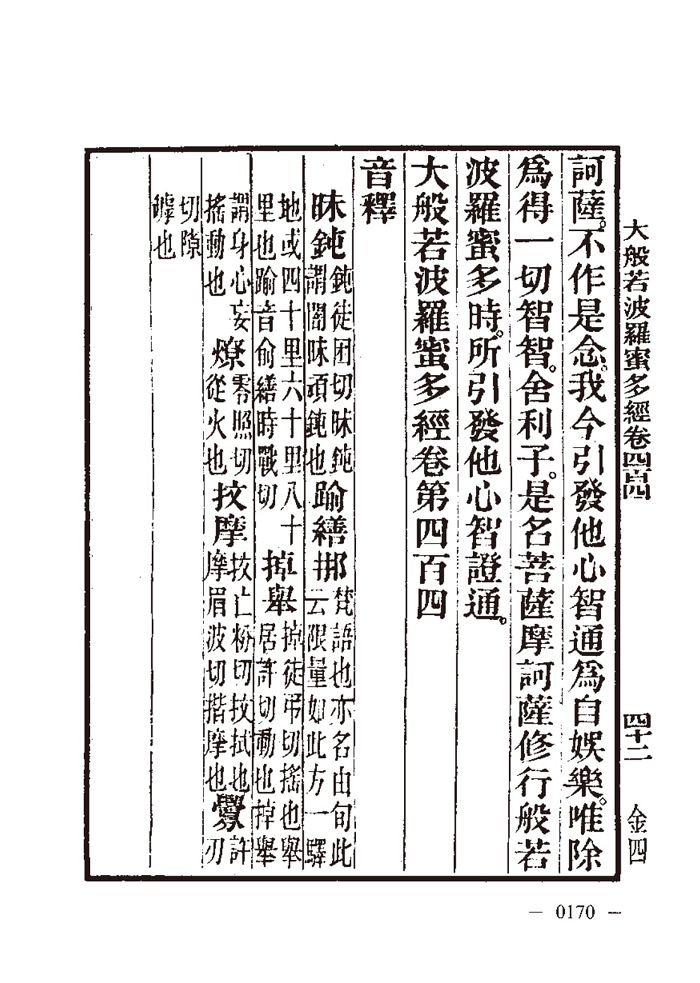 大般若波羅蜜多經卷四百四
四十二
金四
訶薩。不作是念。我今引發他心智通爲自娛樂。唯除
爲得一切智智。舍利子。是名菩薩摩訶薩修行般若
波羅蜜多時。所引發他心智證通。
大般若波羅蜜多經卷第四百四
音釋
昧鈍鈍徒困切昧鈍謂闇昧頑鈍也踰繕那梵語也亦名由旬此云限量如此方一驛
地或四十里六十里八十里也踰音俞繕時戰切掉舉掉徒弔切搖也舉居許切動也掉舉
謂身心妄搖動也燎零照切從火也抆摩抆亡粉切抆拭也摩眉波切揩摩也釁許刃
切隙罅也
— 0170 —